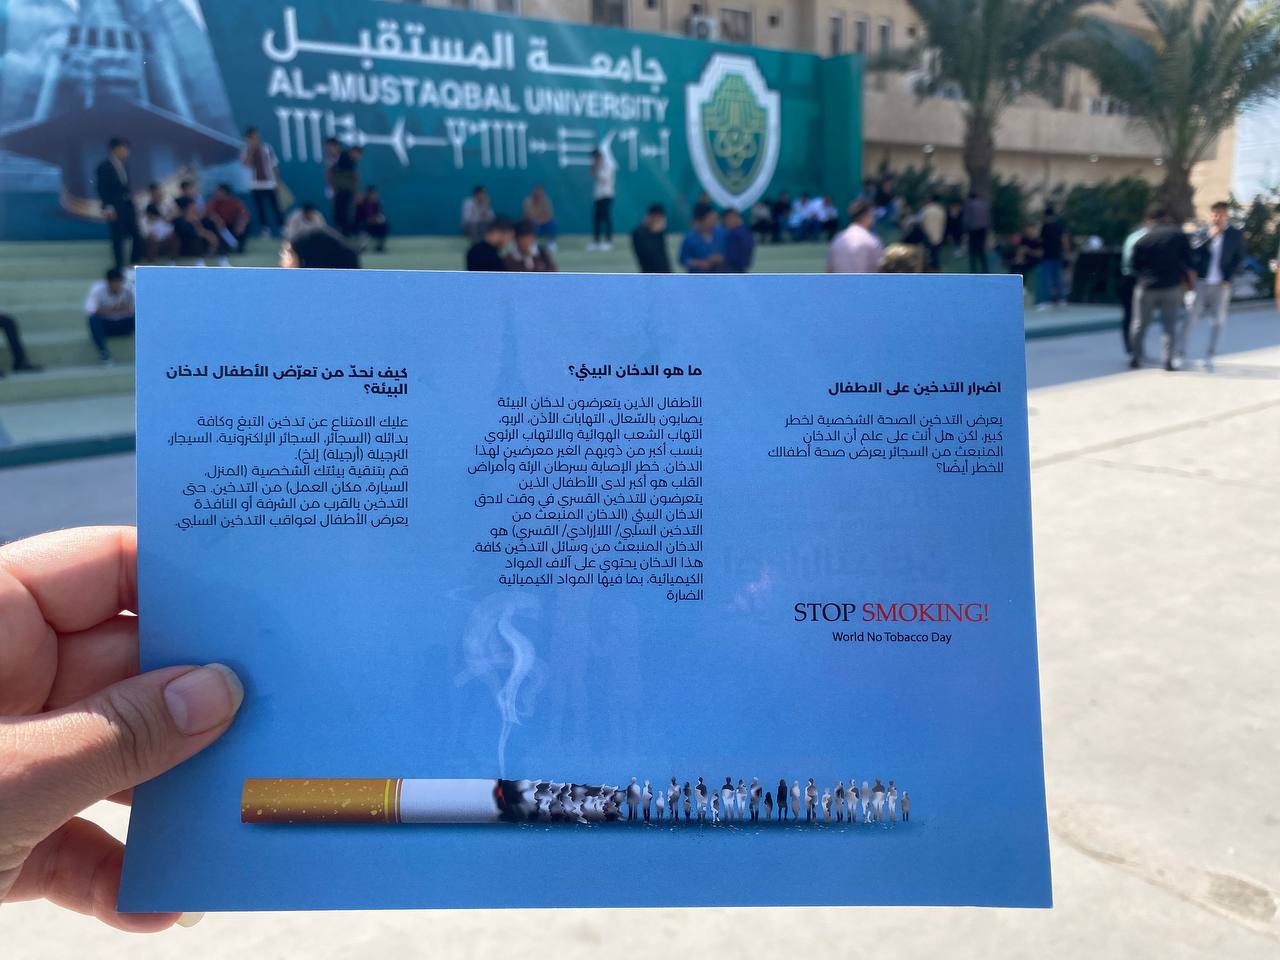 جامعة المستقبل
AL-MUSTAQBAL UNIVERSITY
اضرار التدخين على الاطفال
يعرض التدخين الصحة الشخصية لخطر
كبير، لكن هل أنت على علم أن الدخان
المنبعث من السجائر يعرض صحة أطفالك
للخطر أيضًا؟
STOP SMOKING!
World No Tobacco Day
ما هو الدخان البيئي؟
الأطفال الذين يتعرضون لدخان البيئة
يصابون بالسُعال، التهابات الأذن، الربو،
التهاب الشعب الهوائية والالتهاب الرئوي
بنسب أكبر من ذويهم الغير معرضين لهذا
الدخان. خطر الإصابة بسرطان الرئة وأمراض
القلب هو أكبر لدى الأطفال الذين
يتعرضون للتدخين القسري في وقت لاحق
الدخان البيئي (الدخان المنبعث من
التدخين السلبي/ اللاإرادي/ القسري) هو
الدخان المنبعث من وسائل التدخين كافة.
هذا الدخان يحتوي على آلاف المواد
الكيميائية، بما فيها المواد الكيميائية
الضارة
كيف نحدّ من تعرّض الأطفال لدخان
البيئة؟
عليك الامتناع عن تدخين التبغ وكافة
بدائله (السجائر، السجائر الإلكترونية، السيجار،
النرجيلة (أرجيلة) إلخ).
قم بتنقية بيئتك الشخصية (المنزل،
السيارة، مكان العمل) من التدخين. حتى
التدخين بالقرب من الشرفة أو النافذة
يعرض الأطفال لعواقب التدخين السلبي.